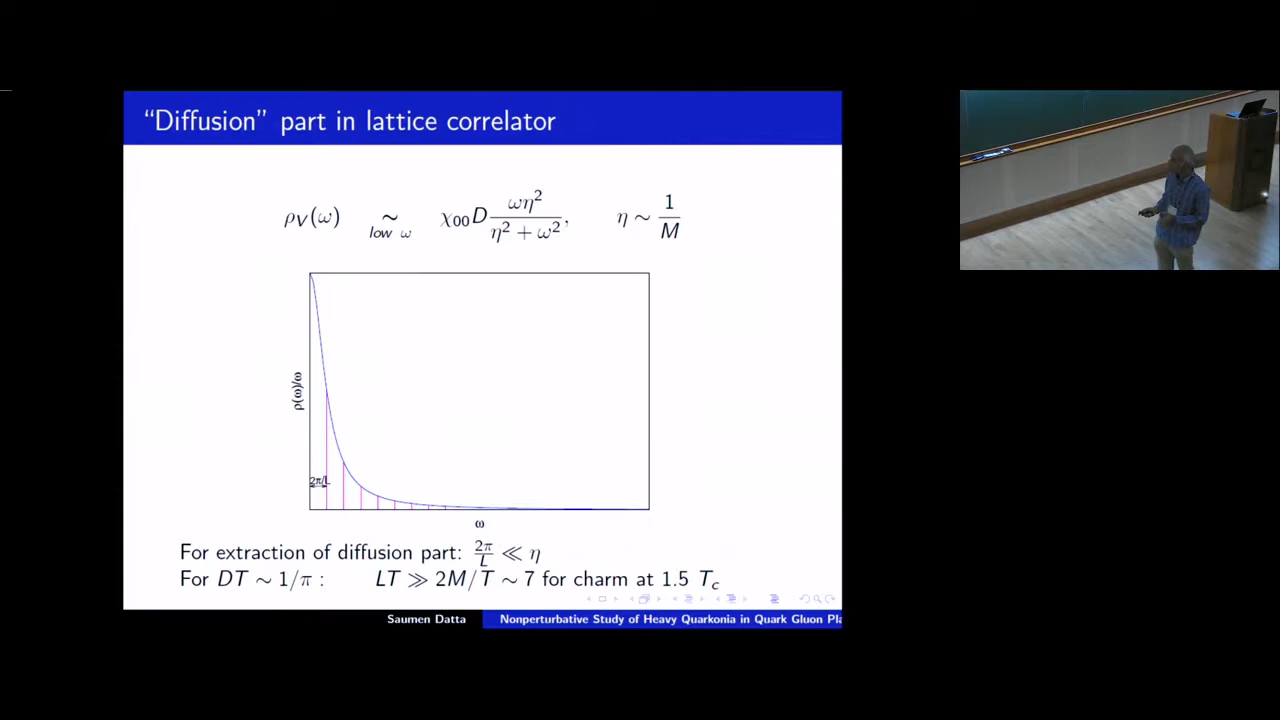 “Diffusion” part in lattice correlator
ρV(ω) ∼ low ω χ00D ωη²/(η² + ω²), η ∼ 1/M
ρ(ω)/ω
2π/L
ω
For extraction of diffusion part: 2π/L ≪ η
For DT ∼ 1/π : LT ≫ 2M/T ∼ 7 for charm at 1.5 Tc
Saumen Datta Nonperturbative Study of Heavy Quarkonia in Quark Gluon Pla